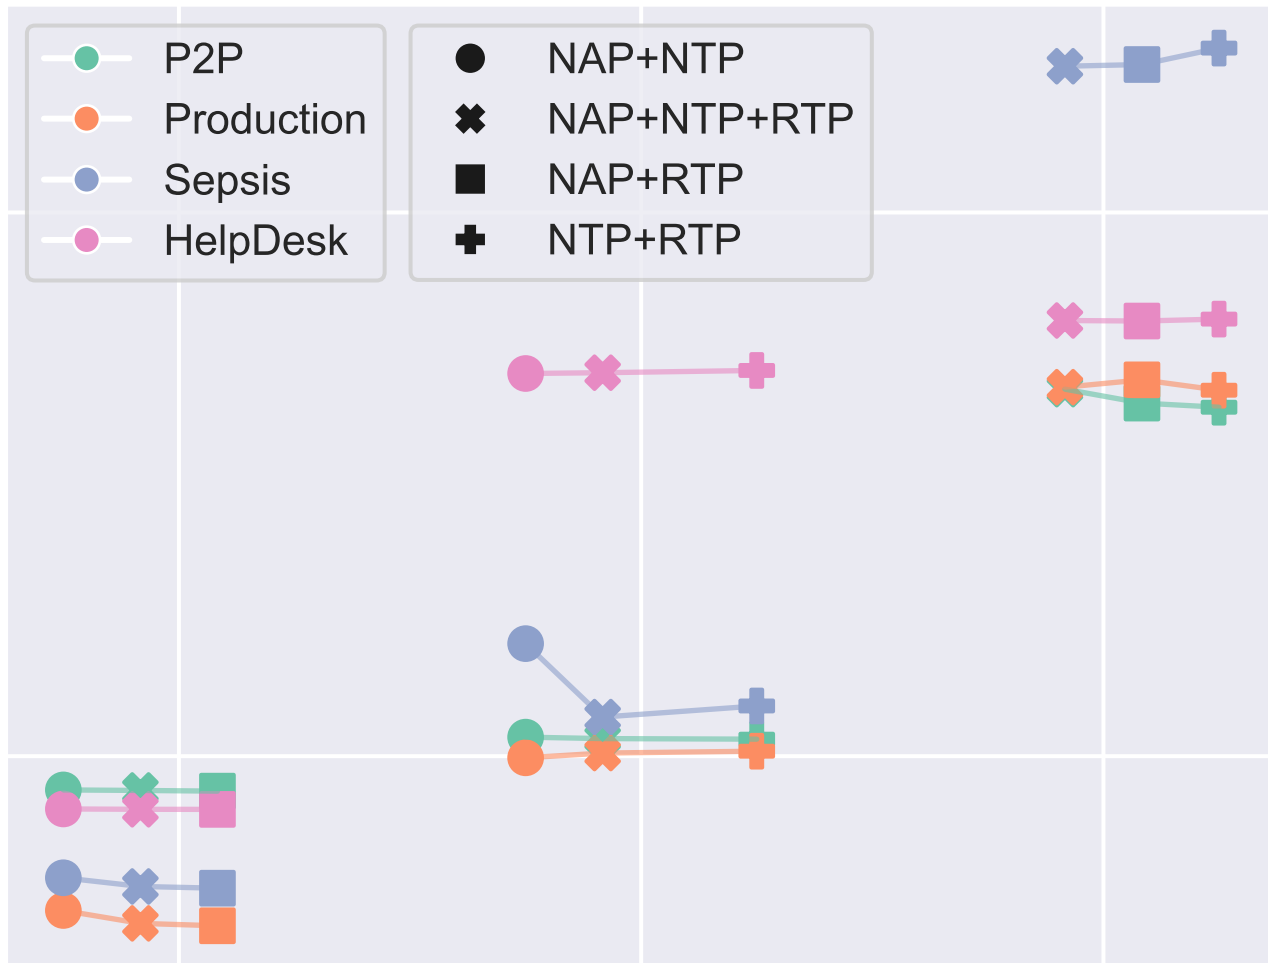 P2P
Production
Sepsis
HelpDesk
NAP+NTP
NAP+NTP+RTP
NAP+RTP
NTP+RTP